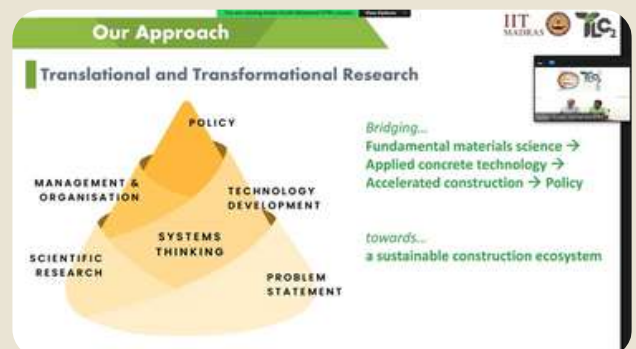 Our Approach
IIT
MADRAS
TLC2
Translational and Transformational Research
POLICY
MANAGEMENT &
ORGANISATION
TECHNOLOGY
DEVELOPMENT
SYSTEMS
THINKING
SCIENTIFIC
RESEARCH
PROBLEM
STATEMENT
Bridging...
Fundamental materials science →
Applied concrete technology →
Accelerated construction → Policy
towards...
a sustainable construction ecosystem